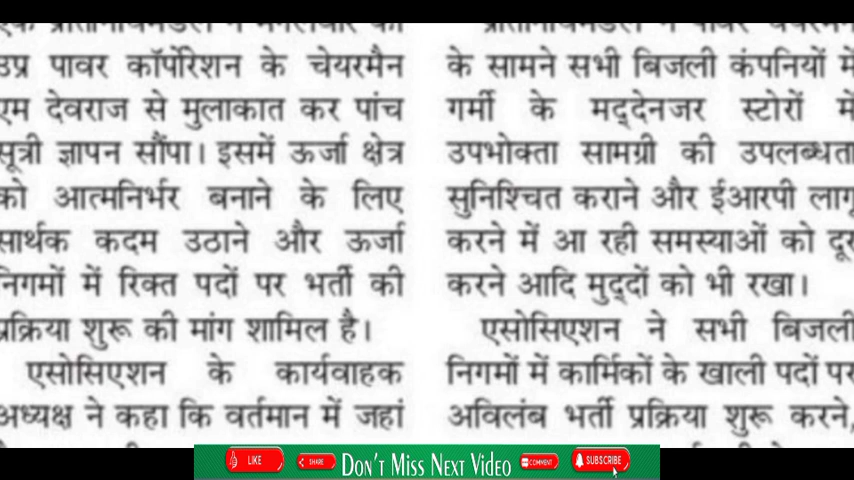 उप्र पावर कॉर्पोरेशन के चेयरमैन
एम देवराज से मुलाकात कर पांच
सूत्री ज्ञापन सौंपा। इसमें ऊर्जा क्षेत्र
को आत्मनिर्भर बनाने के लिए
सार्थक कदम उठाने और ऊर्जा
निगमों में रिक्त पदों पर भर्ती की
प्रक्रिया शुरू की मांग शामिल है।
एसोसिएशन के कार्यवाहक
अध्यक्ष ने कहा कि वर्तमान में जहां
के सामने सभी बिजली कंपनियों में
गर्मी के मद्देनजर स्टोरों में
उपभोक्ता सामग्री की उपलब्धता
सुनिश्चित कराने और ईआरपी लागू
करने में आ रही समस्याओं को दूर
करने आदि मुद्दों को भी रखा।
एसोसिएशन ने सभी बिजली
निगमों में कार्मिकों के खाली पदों पर
अविलंब भर्ती प्रक्रिया शुरू करने,
LIKE
SHARE
DON'T MISS NEXT VIDEO
COMMENT
SUBSCRIBE